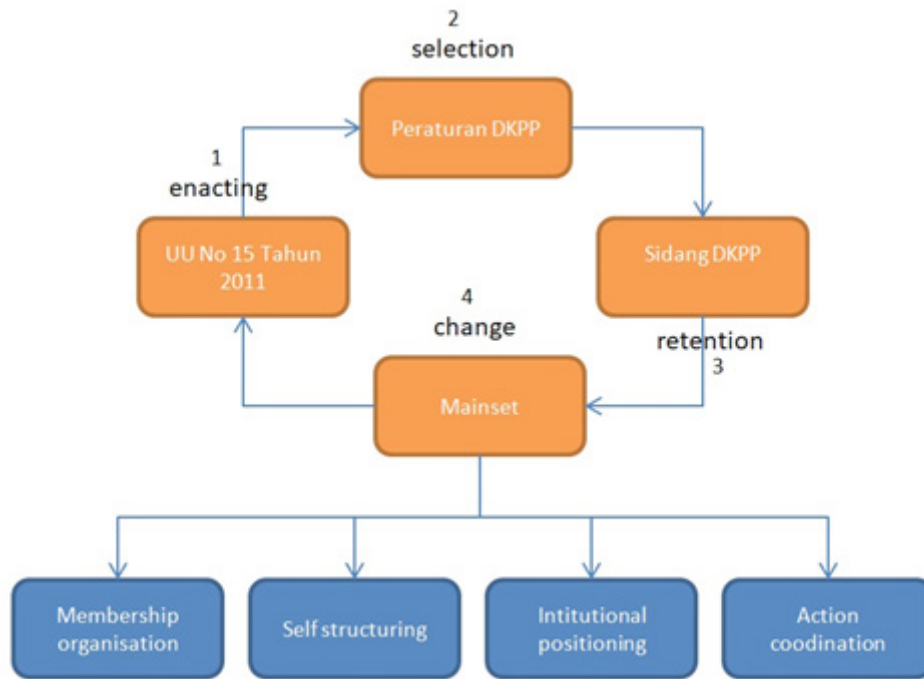 2
selection
Peraturan DKPP
1
enacting
UU No 15 Tahun
2011
Sidang DKPP
4
change
retention
3
Mainset
Membership
organisation
Self structuring
Intitutional
positioning
Action
coodination